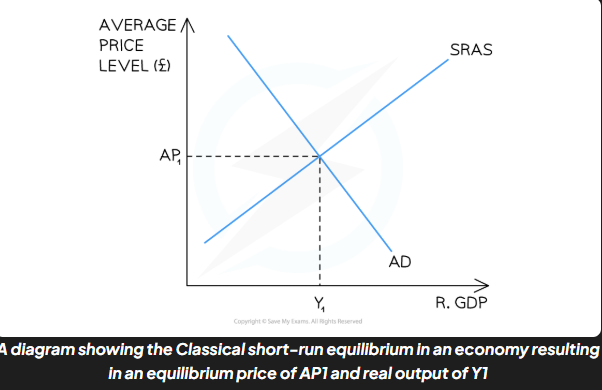 AVERAGE
PRICE
LEVEL (£)
SRAS
AP1
AD
Y1
R. GDP
Copyright © Save My Exams. All Rights Reserved
A diagram showing the Classical short-run equilibrium in an economy resulting
in an equilibrium price of AP1 and real output of Y1